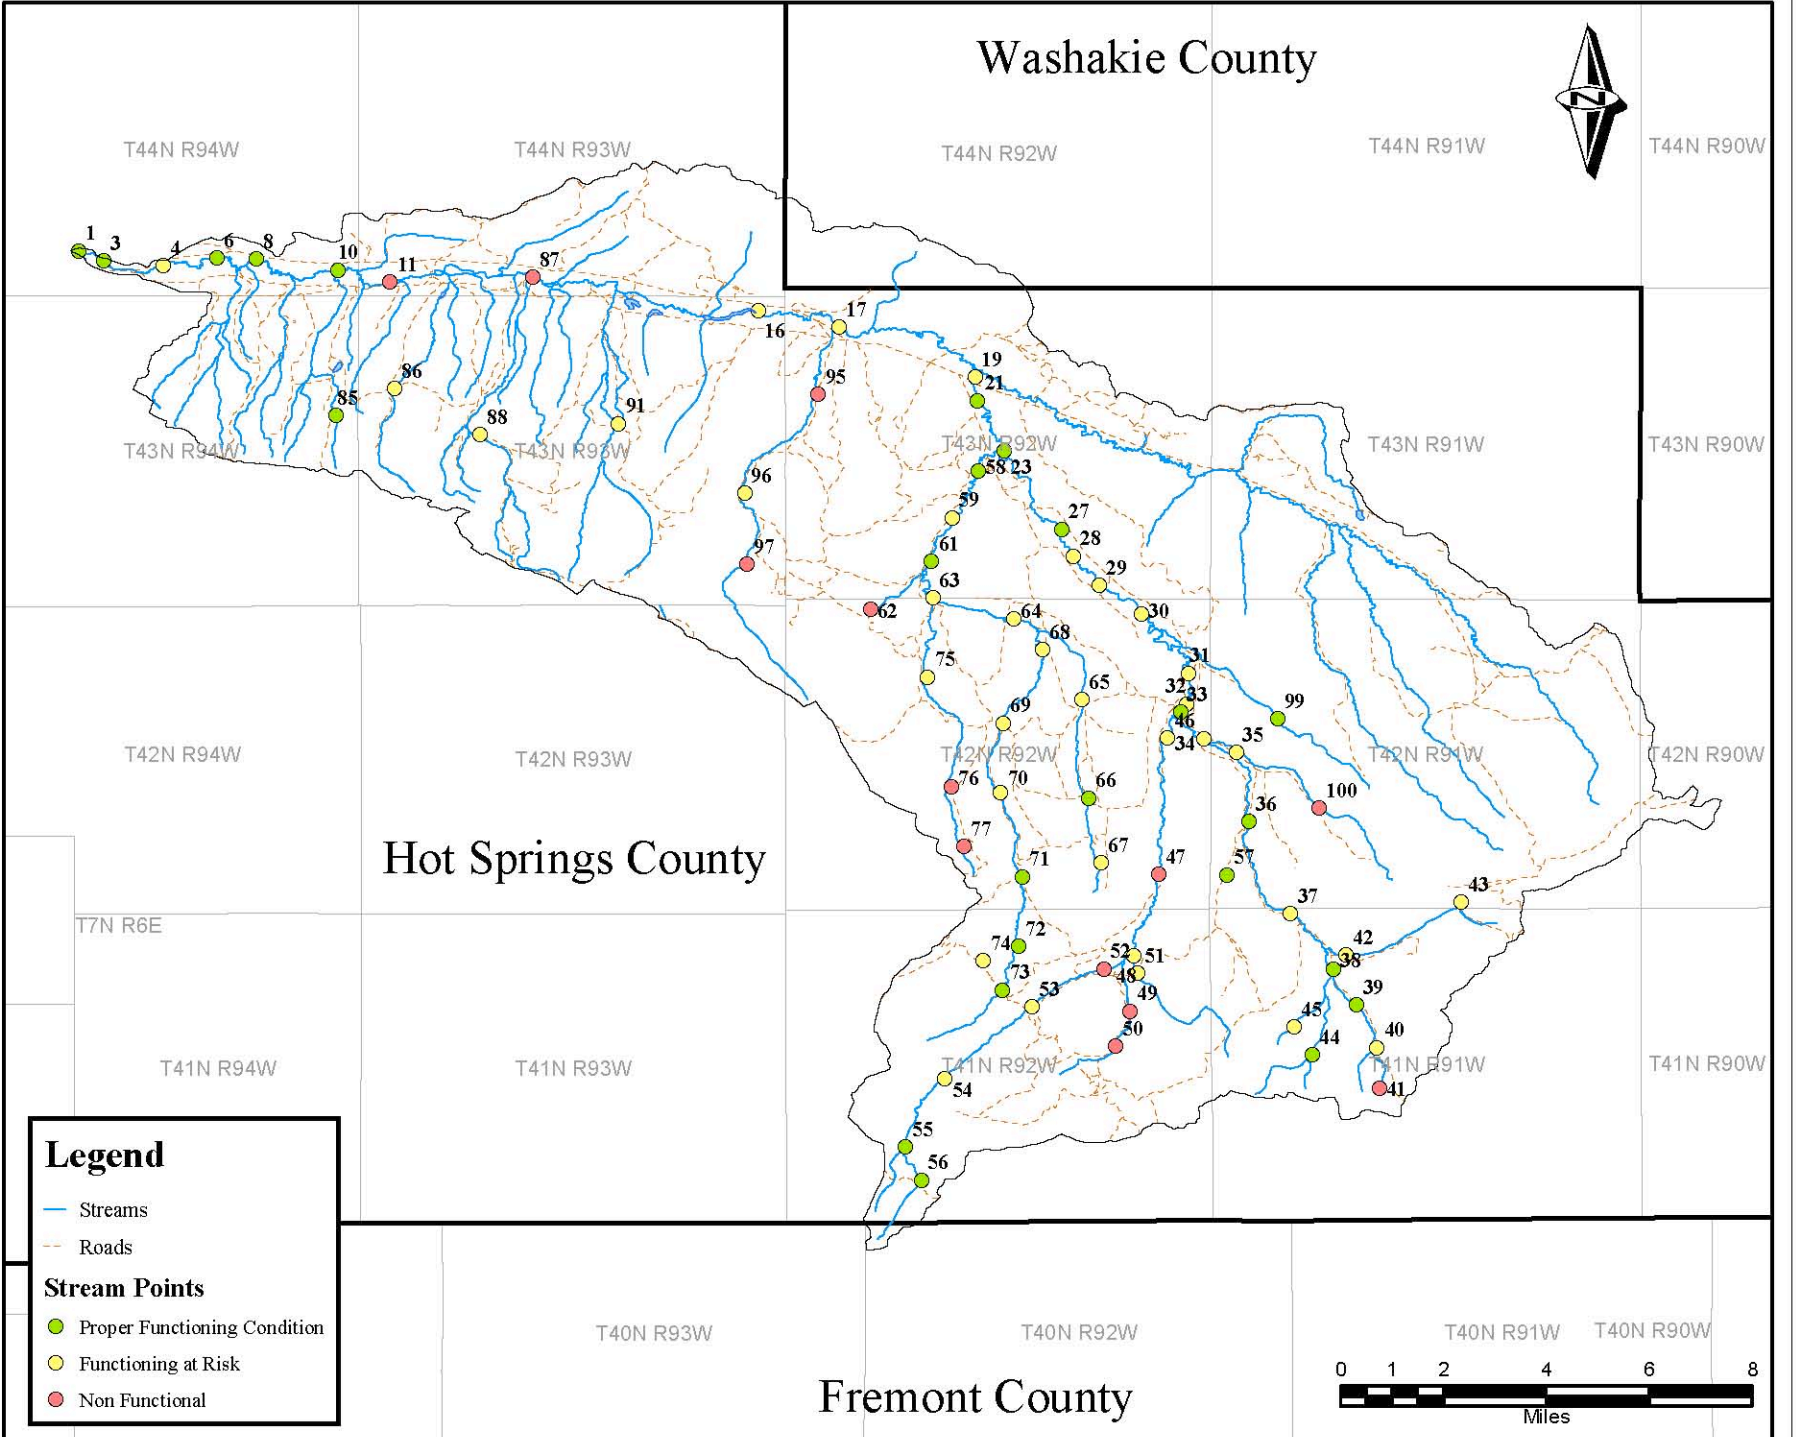 Washakie County
N
T44N R94W
T44N R93W
T44N R92W
T44N R91W
T44N R90W
1
3
4
6
8
10
11
87
16
17
19
21
95
86
85
88
91
T43N R94W
T43N R93W
T43N R92W
T43N R91W
T43N R90W
58
23
96
59
27
28
97
61
29
63
62
64
30
68
75
31
65
32
33
99
69
46
34
35
T42N R94W
T42N R93W
T42N R92W
T42N R91W
T42N R90W
76
70
66
100
36
77
Hot Springs County
71
67
47
57
37
43
T7N R6E
72
74
52
51
42
38
73
48
53
49
39
45
50
44
40
T41N R94W
T41N R93W
T41N R92W
T41N R91W
T41N R90W
54
41
55
56
Legend
Streams
Roads
Stream Points
Proper Functioning Condition
Functioning at Risk
Non Functional
T40N R93W
T40N R92W
T40N R91W
T40N R90W
Fremont County
0 1 2 4 6 8
Miles